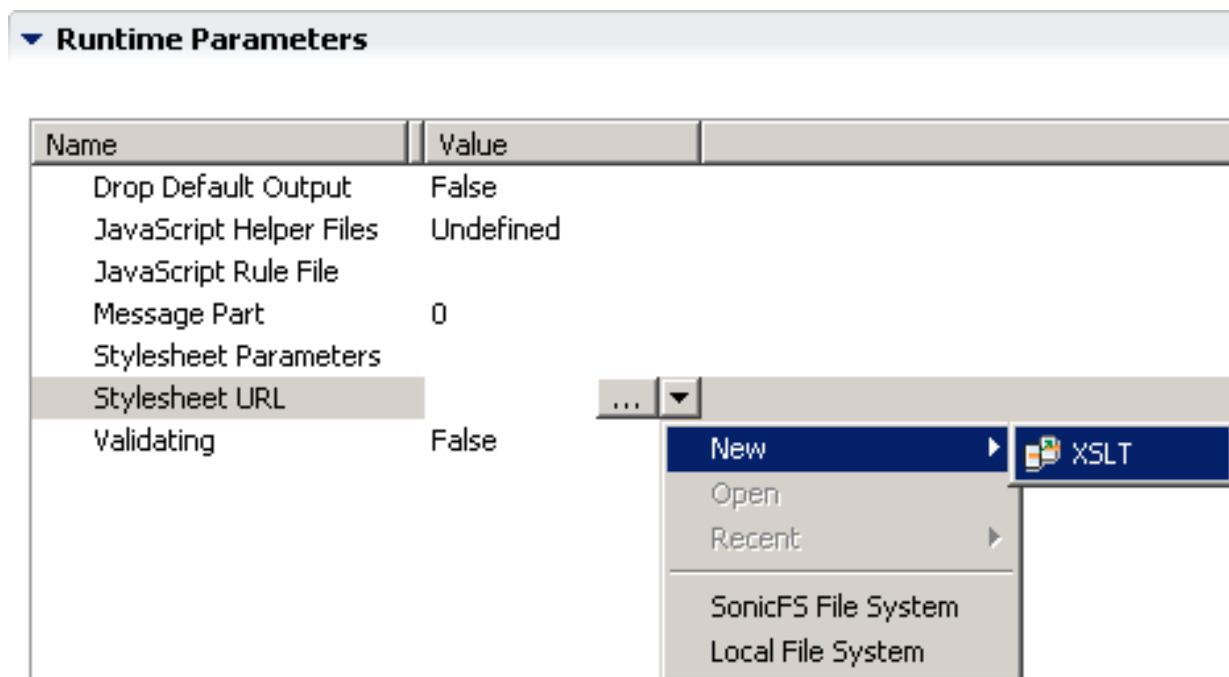 Runtime Parameters
Name Value
Drop Default Output False
JavaScript Helper Files Undefined
JavaScript Rule File
Message Part 0
Stylesheet Parameters
Stylesheet URL ...
Validating False
New XSLT
Open
Recent
SonicFS File System
Local File System